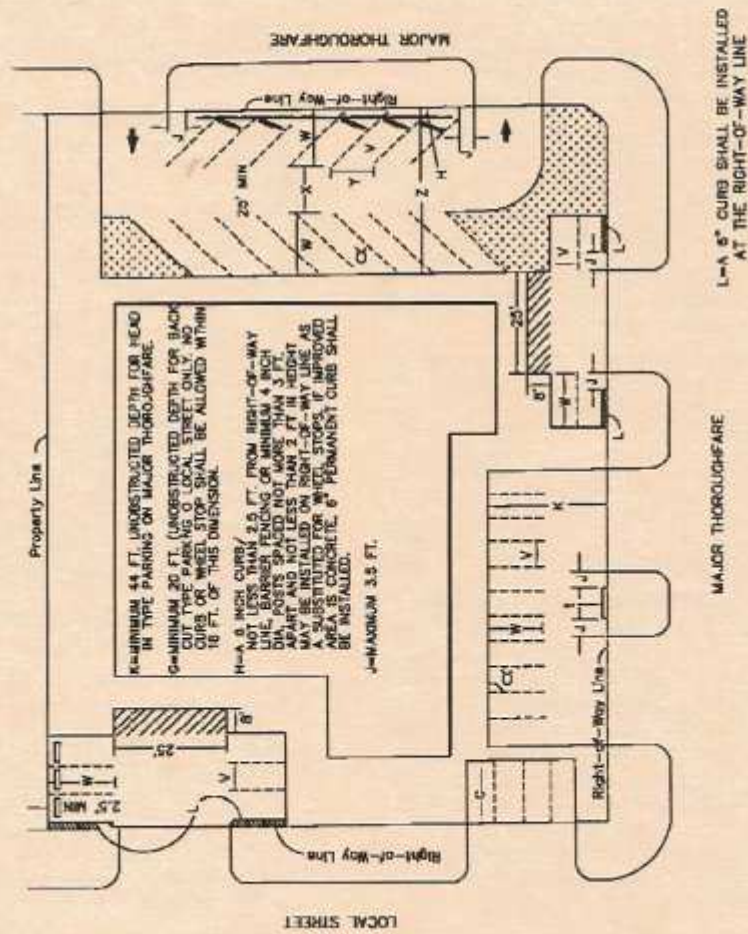 MAJOR THOROUGHFARE
Right-of-Way Line
Property Line
25' MIN
W
X
W
V
Y
Z
H
α
K=MINIMUM 44 FT. UNOBSTRUCTED DEPTH FOR HEAD
IN TYPE PARKING ON MAJOR THOROUGHFARE.
G=MINIMUM 20 FT. (UNOBSTRUCTED DEPTH FOR BACK
OUT TYPE PARKING O LOCAL STREET ONLY. NO
CURB OR WHEEL STOP SHALL BE ALLOWED WITHIN
18 FT. OF THIS DIMENSION.
H=A 6 INCH CURB/
NOT LESS THAN 2.5 FT FROM RIGHT-OF-WAY
LINE, BARRIER FENCING OR MINIMUM 4 INCH
DIA. POSTS SPACED NOT MORE THAN 3 FT.
APART AND NOT LESS THAN 2 FT IN HEIGHT
MAY BE INSTALLED ON RIGHT-OF-WAY LINE AS
A SUBSTITUTED FOR WHEEL STOPS. IF IMPROVED
AREA IS CONCRETE, 6" PERMANENT CURB SHALL
BE INSTALLED.
J=MAXIMUM 3.5 FT.
2.5' MIN
W
25'
8'
V
L
Right-of-Way Line
LOCAL STREET
G
Right-of-Way Line
α
W
V
K
J
J
25'
8'
W
V
J
J
L
L
MAJOR THOROUGHFARE
L=A 6" CURB SHALL BE INSTALLED
AT THE RIGHT-OF-WAY LINE